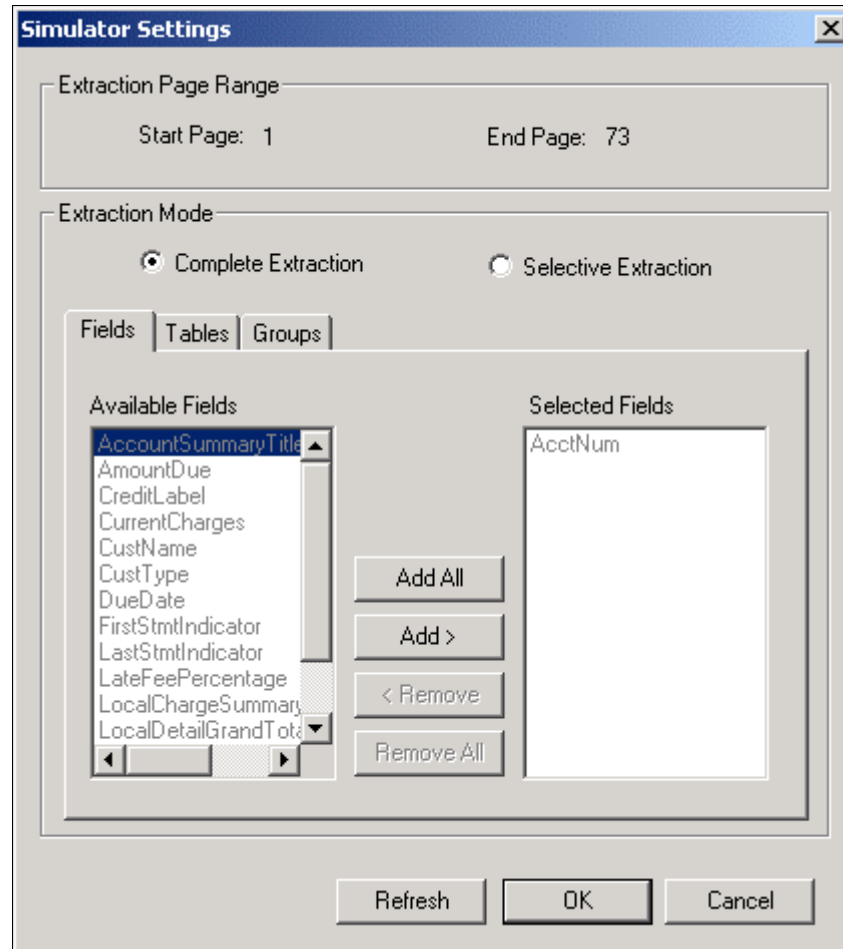 Simulator Settings
Extraction Page Range
Start Page: 1
End Page: 73
Extraction Mode
Complete Extraction
Selective Extraction
Fields
Tables
Groups
Available Fields
AccountSummaryTitle
AmountDue
CreditLabel
CurrentCharges
CustName
CustType
DueDate
FirstStmtIndicator
LastStmtIndicator
LateFeePercentage
LocalChargeSummary
LocalDetailGrandTota
Add All
Add >
< Remove
Remove All
Selected Fields
AcctNum
Refresh
OK
Cancel